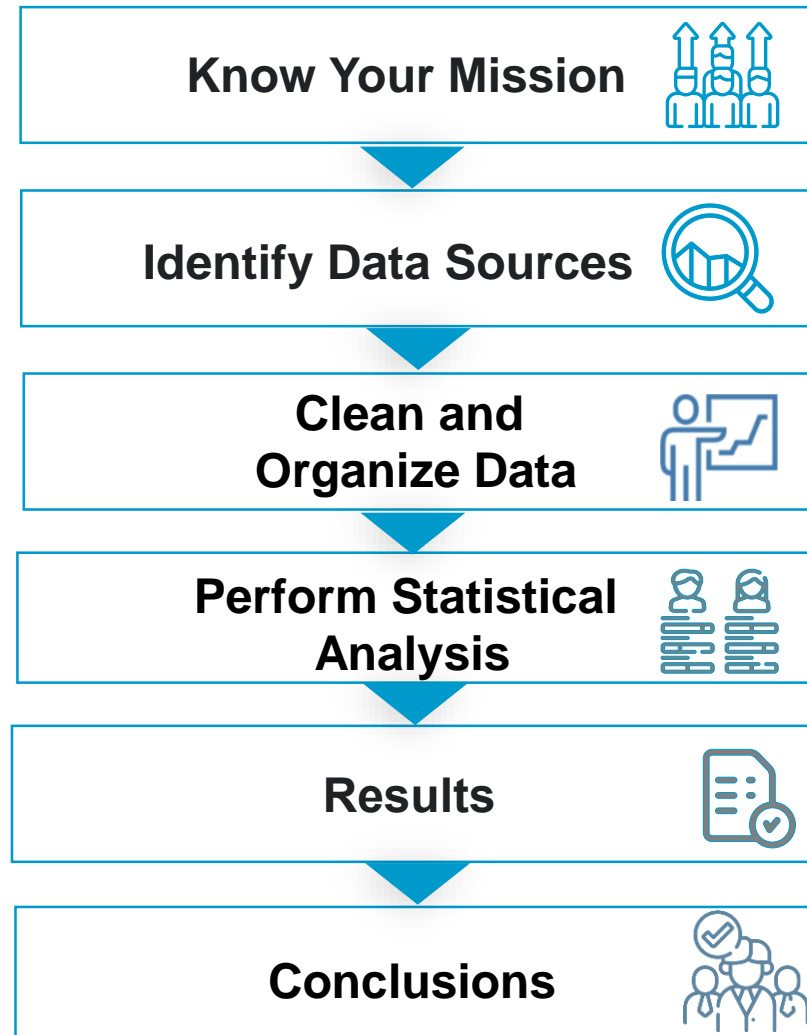 Know Your Mission
Identify Data Sources
Clean and
Organize Data
Perform Statistical
Analysis
Results
Conclusions